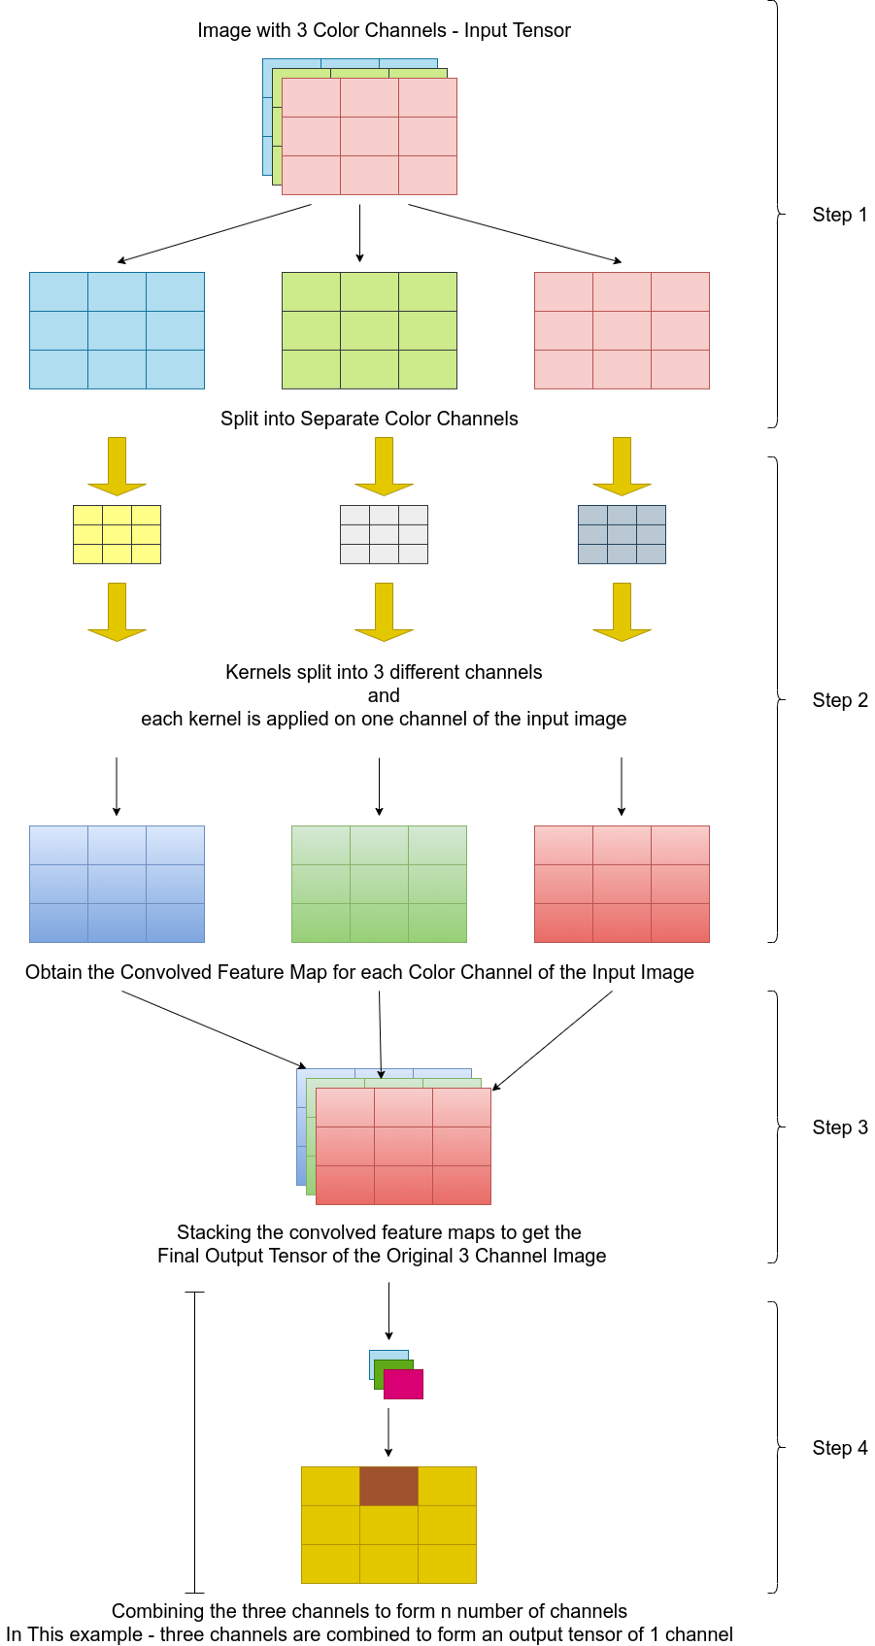 Image with 3 Color Channels - Input Tensor
Step 1
Split into Separate Color Channels
Kernels split into 3 different channels
and
each kernel is applied on one channel of the input image
Step 2
Obtain the Convolved Feature Map for each Color Channel of the Input Image
Step 3
Stacking the convolved feature maps to get the
Final Output Tensor of the Original 3 Channel Image
Step 4
Combining the three channels to form n number of channels
In This example - three channels are combined to form an output tensor of 1 channel